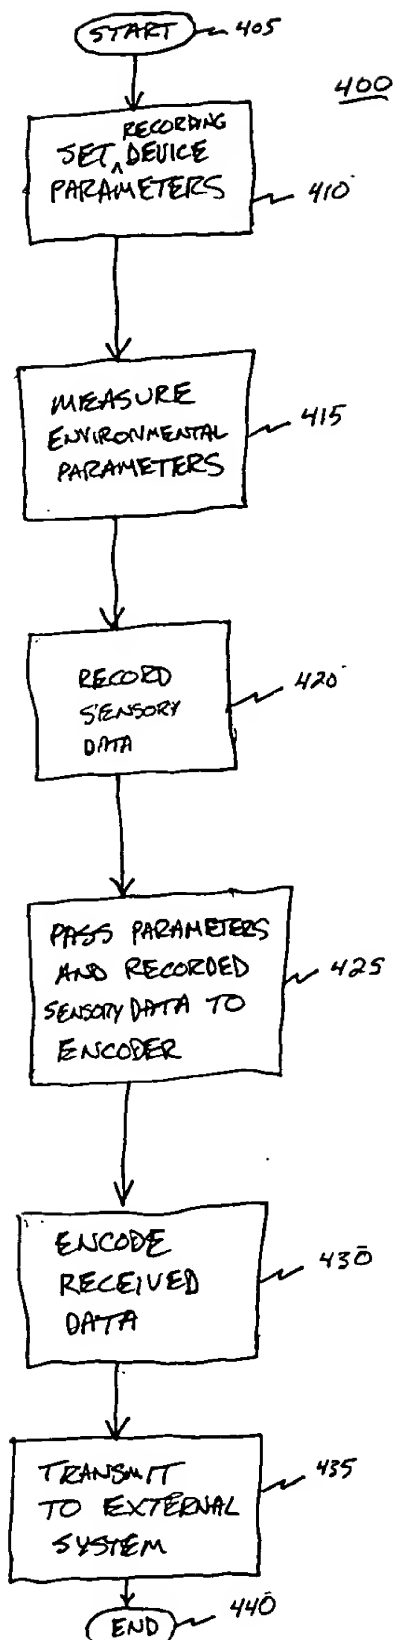 START 405
400
RECORDING
SET ^ DEVICE
PARAMETERS
410
MEASURE
ENVIRONMENTAL
PARAMETERS
415
RECORD
SENSORY
DATA
420
PASS PARAMETERS
AND RECORDED
SENSORY DATA TO
ENCODER
425
ENCODE
RECEIVED
DATA
430
TRANSMIT
TO EXTERNAL
SYSTEM
435
END 440